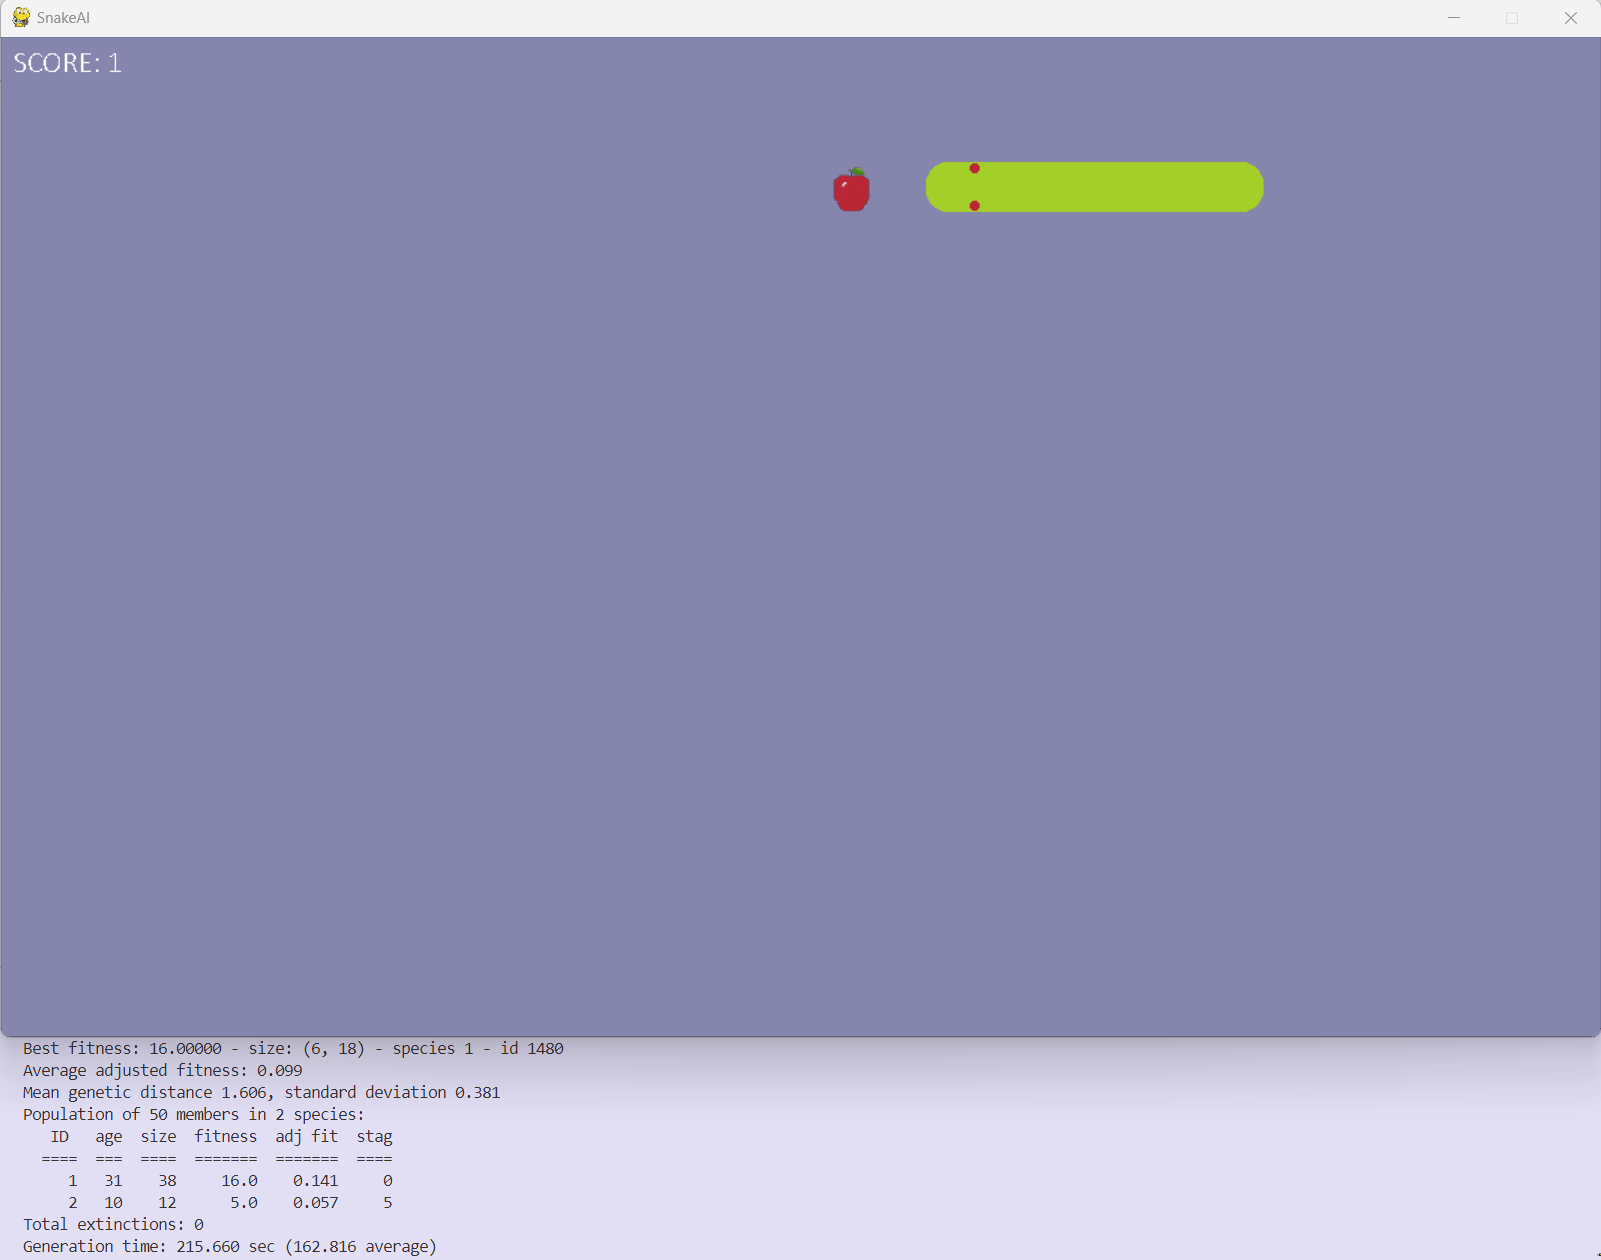 SnakeAI
SCORE: 1
Best fitness: 16.00000 - size: (6, 18) - species 1 - id 1480
Average adjusted fitness: 0.099
Mean genetic distance 1.606, standard deviation 0.381
Population of 50 members in 2 species:
ID age size fitness adj fit stag
==== === ==== ======= ======= ====
1 31 38 16.0 0.141 0
2 10 12 5.0 0.057 5
Total extinctions: 0
Generation time: 215.660 sec (162.816 average)